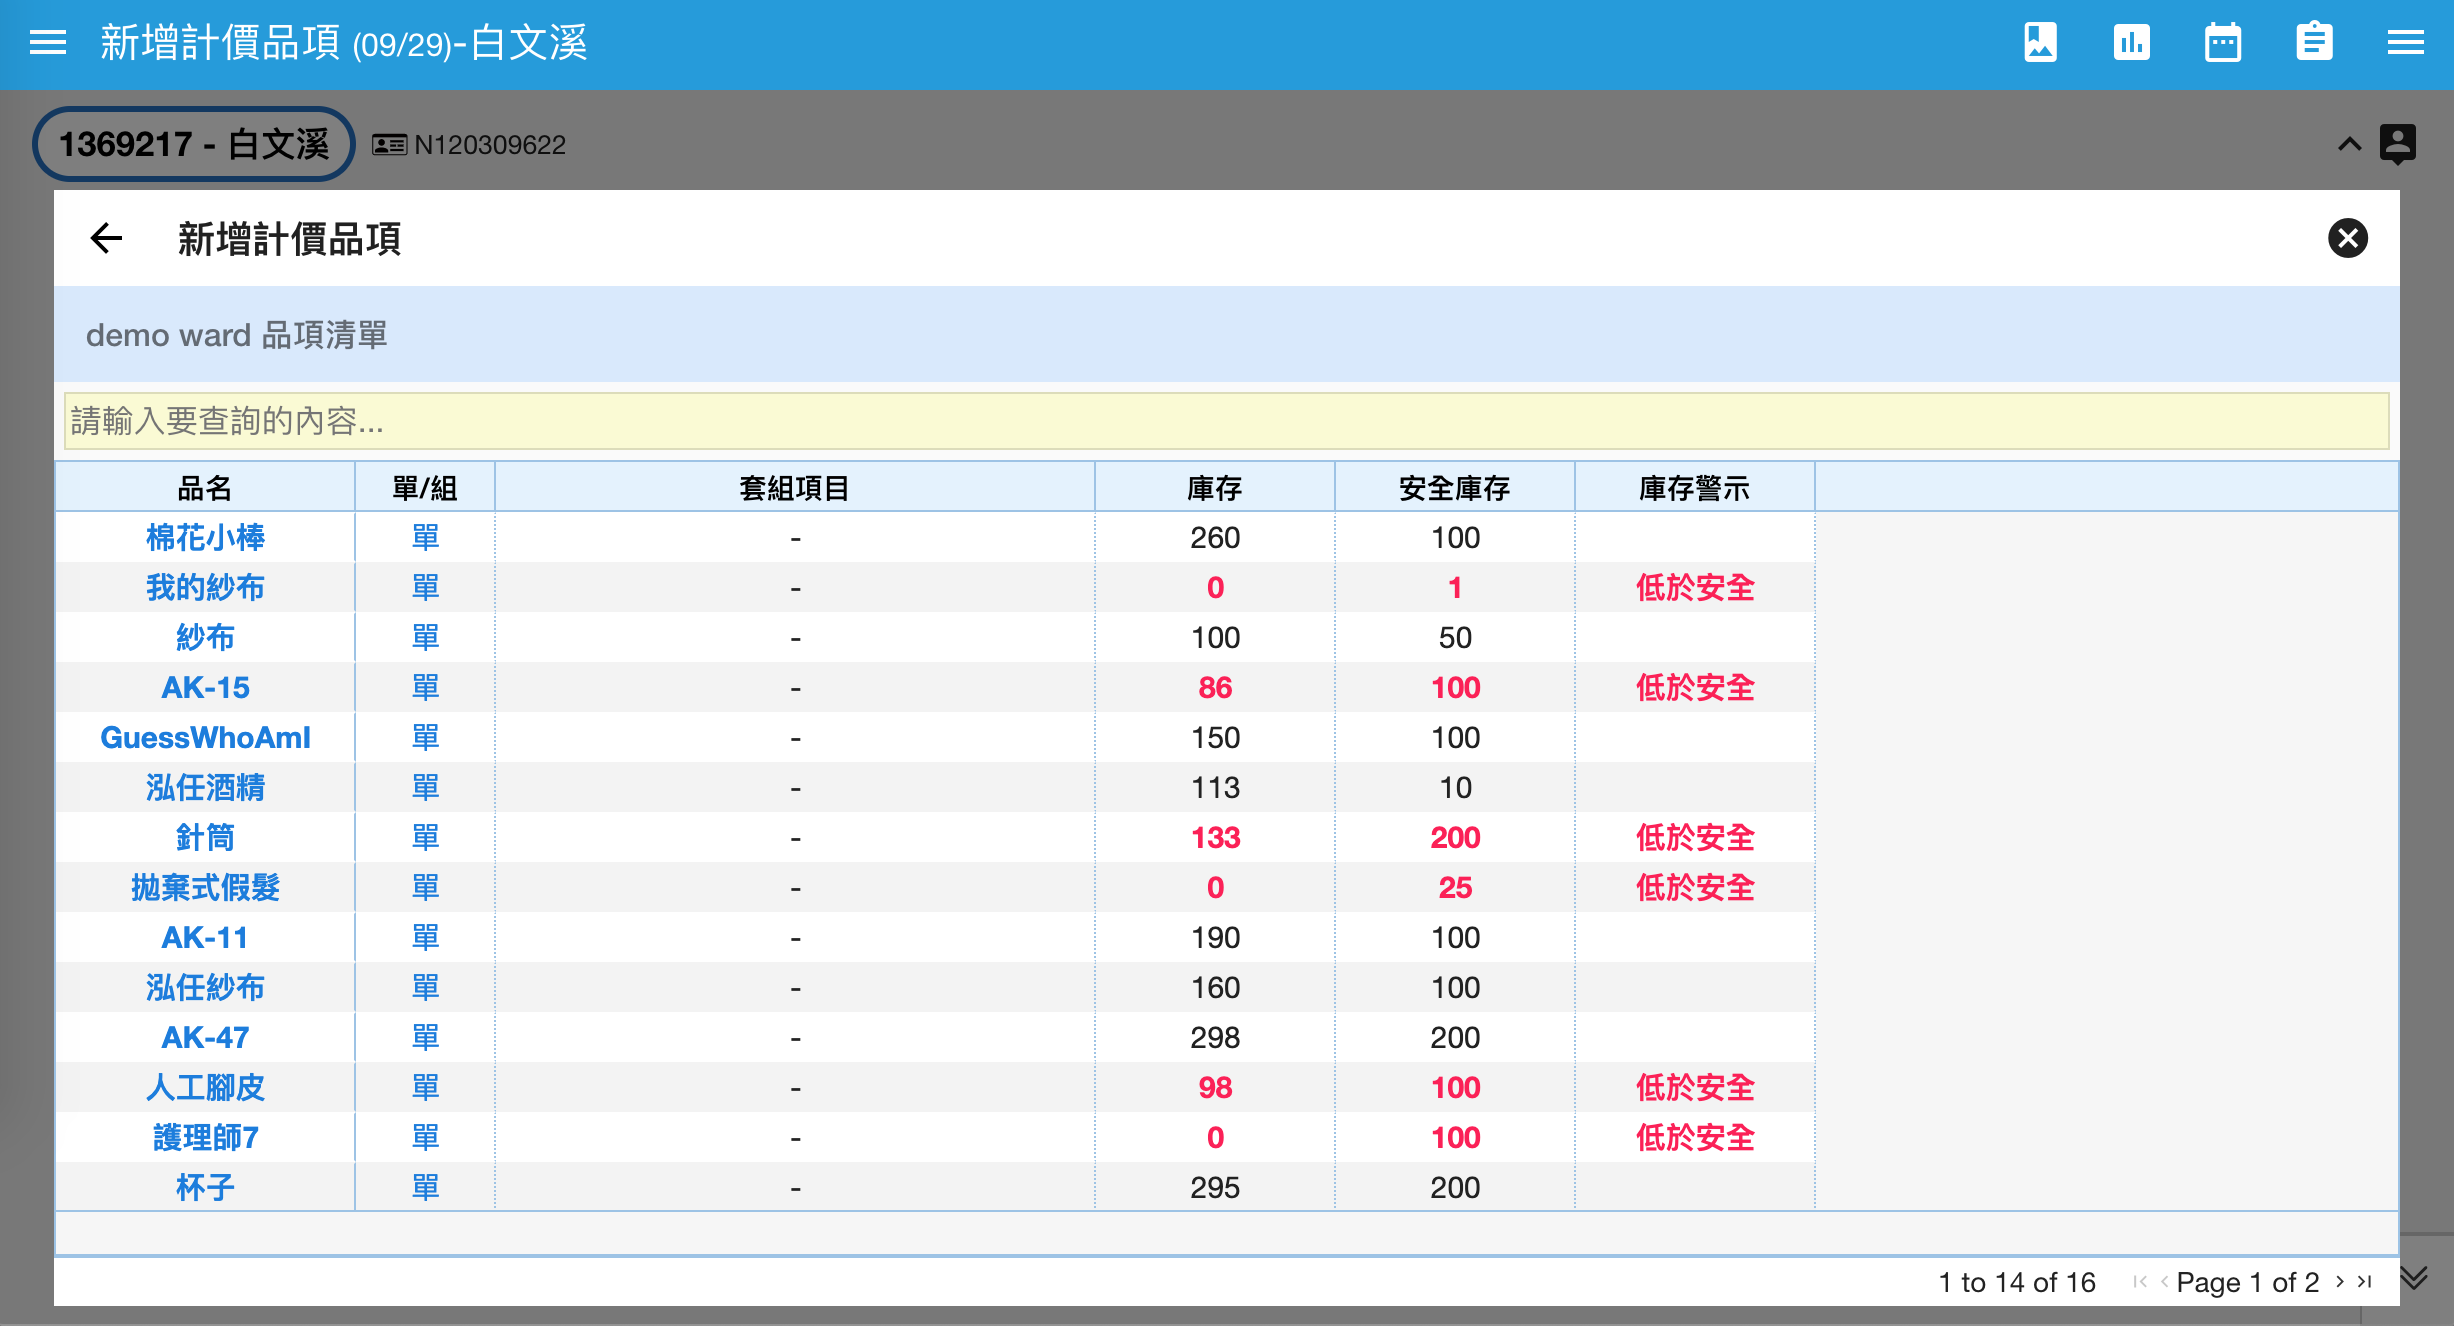 新增計價品項 (09/29)-白文溪
1369217 - 白文溪 N120309622
新增計價品項
demo ward 品項清單
請輸入要查詢的內容...
品名 單/組 套組項目 庫存 安全庫存 庫存警示
棉花小棒 單 - 260 100
我的紗布 單 - 0 1 低於安全
紗布 單 - 100 50
AK-15 單 - 86 100 低於安全
GuessWhoAmI 單 - 150 100
泓任酒精 單 - 113 10
針筒 單 - 133 200 低於安全
拋棄式假髮 單 - 0 25 低於安全
AK-11 單 - 190 100
泓任紗布 單 - 160 100
AK-47 單 - 298 200
人工腳皮 單 - 98 100 低於安全
護理師7 單 - 0 100 低於安全
杯子 單 - 295 200
1 to 14 of 16 Page 1 of 2